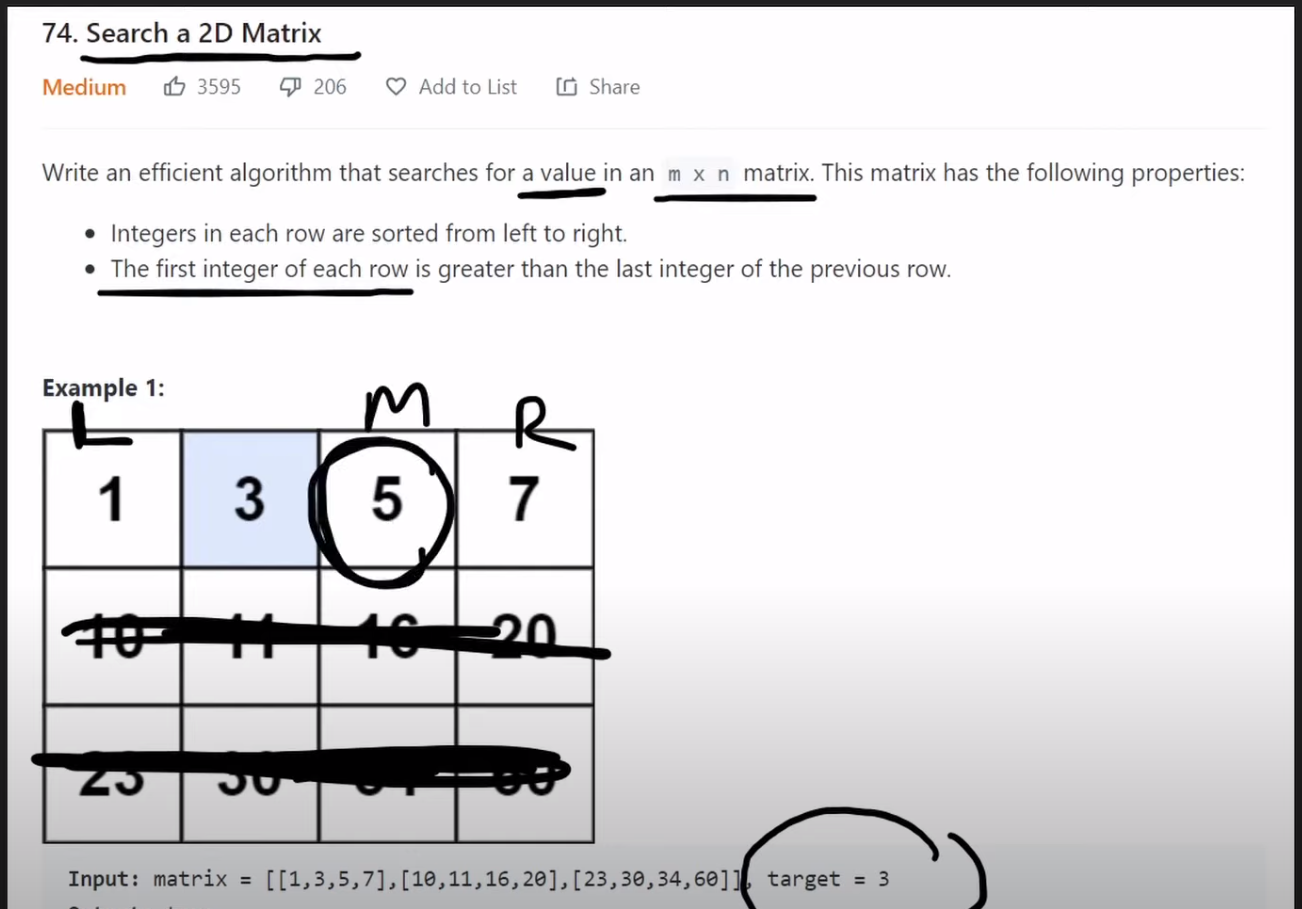 74. Search a 2D Matrix
Medium 3595 206 Add to List Share
Write an efficient algorithm that searches for a value in an m x n matrix. This matrix has the following properties:
• Integers in each row are sorted from left to right.
• The first integer of each row is greater than the last integer of the previous row.
Example 1:
L M R
1 3 5 7
10 11 16 20
23 30
Input: matrix = [[1,3,5,7],[10,11,16,20],[23,30,34,60]], target = 3